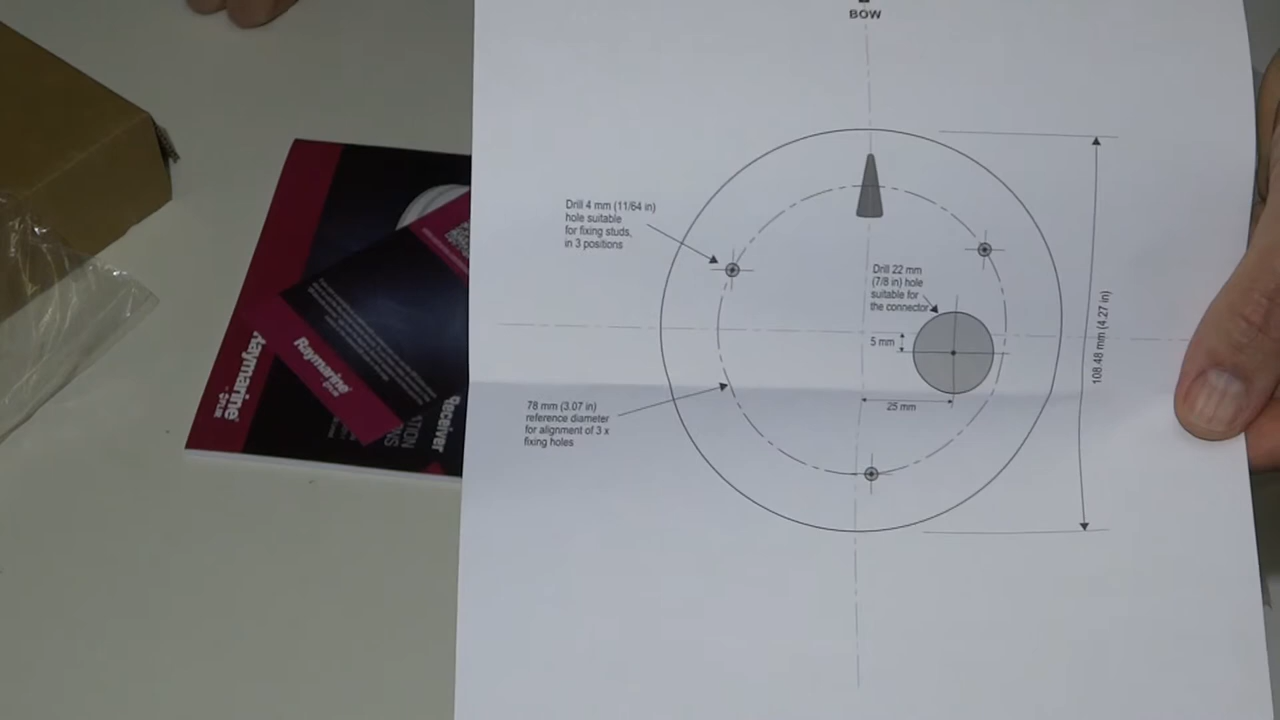 BOW
Drill 4 mm (11/64 in)
hole suitable
for fixing studs,
in 3 positions
Drill 22 mm
(7/8 in) hole
suitable for
the connector
5 mm
25 mm
108.48 mm (4.27 in)
78 mm (3.07 in)
reference diameter
for alignment of 3 x
fixing holes
Raymarine
Raymarine
Receiver